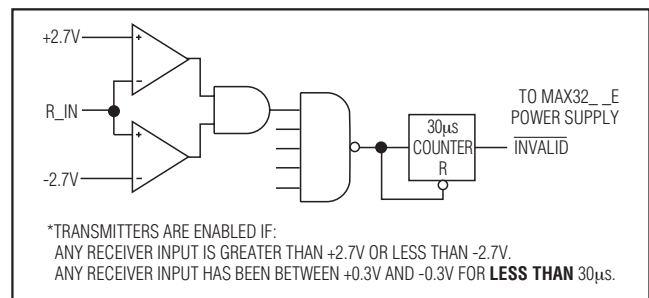 +2.7V
+
-
R_IN
+
-
-2.7V
30µs
COUNTER
R
TO MAX32_ _E
POWER SUPPLY
INVALID
*TRANSMITTERS ARE ENABLED IF:
ANY RECEIVER INPUT IS GREATER THAN +2.7V OR LESS THAN -2.7V.
ANY RECEIVER INPUT HAS BEEN BETWEEN +0.3V AND -0.3V FOR LESS THAN 30µs.